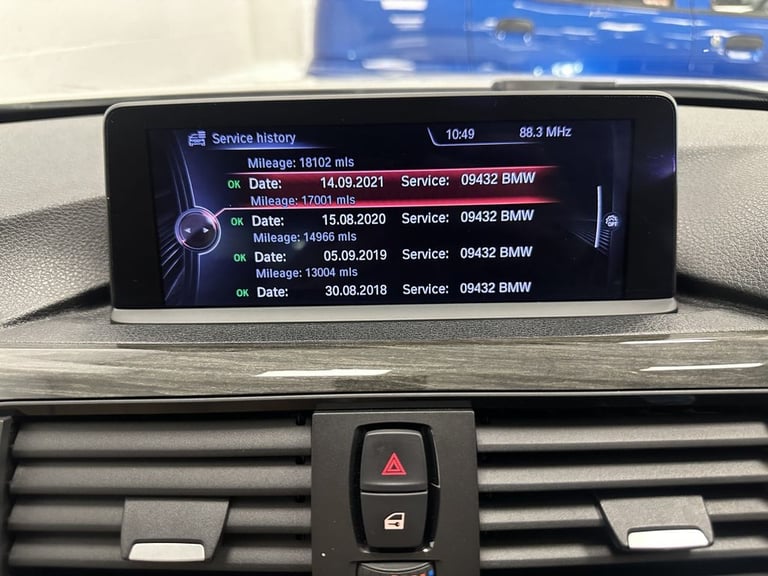 Service history 10:49 88.3 MHz
Mileage: 18102 mls
OK Date: 14.09.2021 Service: 09432 BMW
Mileage: 17001 mls
OK Date: 15.08.2020 Service: 09432 BMW
Mileage: 14966 mls
OK Date: 05.09.2019 Service: 09432 BMW
Mileage: 13004 mls
OK Date: 30.08.2018 Service: 09432 BMW